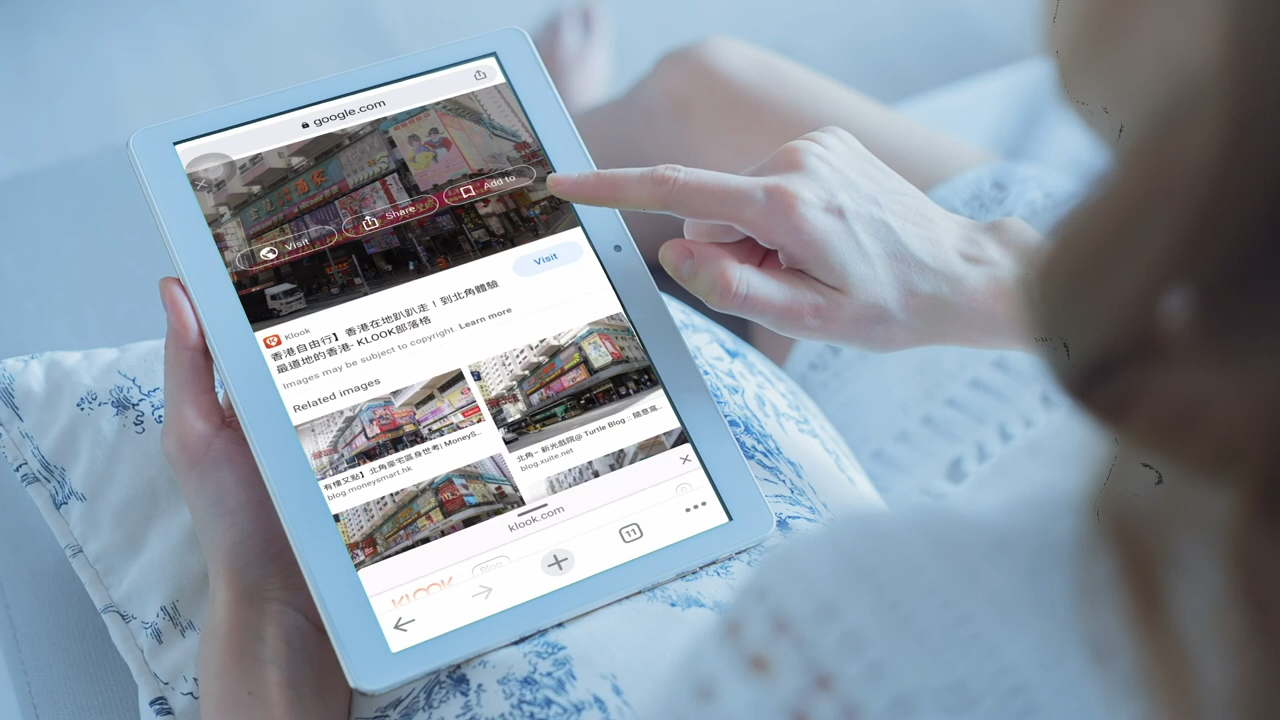 google.com
Visit
Share
Add to
Klook
Visit
香港自由行】香港在地趴趴走！到北角體驗
最道地的香港- KLOOK部落格
Images may be subject to copyright. Learn more
Related images
有樓又點】北角豪宅區身世考| MoneyS...
blog.moneysmart.hk
北角- 新光戲院@ Turtle Blog :: 隨意窩...
blog.xuite.net
klook.com
KLOOK
Blog
11